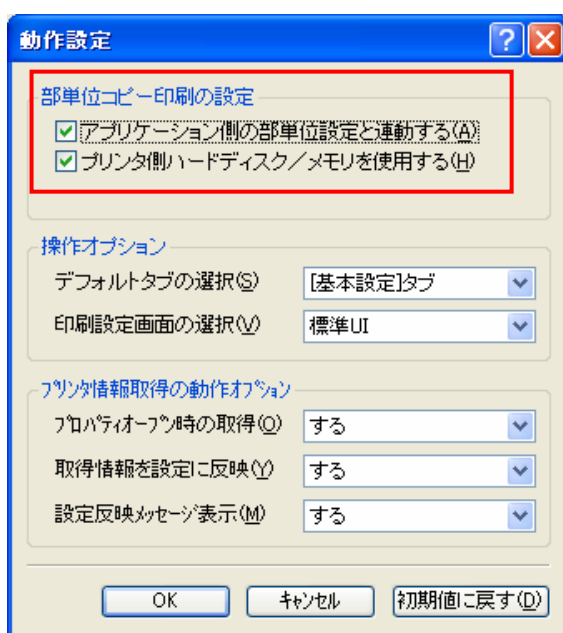 動作設定
部単位コピー印刷の設定
アプリケーション側の部単位設定と連動する(A)
プリンタ側ハードディスク/メモリを使用する(H)
操作オプション
デフォルトタブの選択(S) [基本設定]タブ
印刷設定画面の選択(V) 標準UI
プリンタ情報取得の動作オプション
プロパティオープン時の取得(O) する
取得情報を設定に反映(Y) する
設定反映メッセージ表示(M) する
OK キャンセル 初期値に戻す(D)